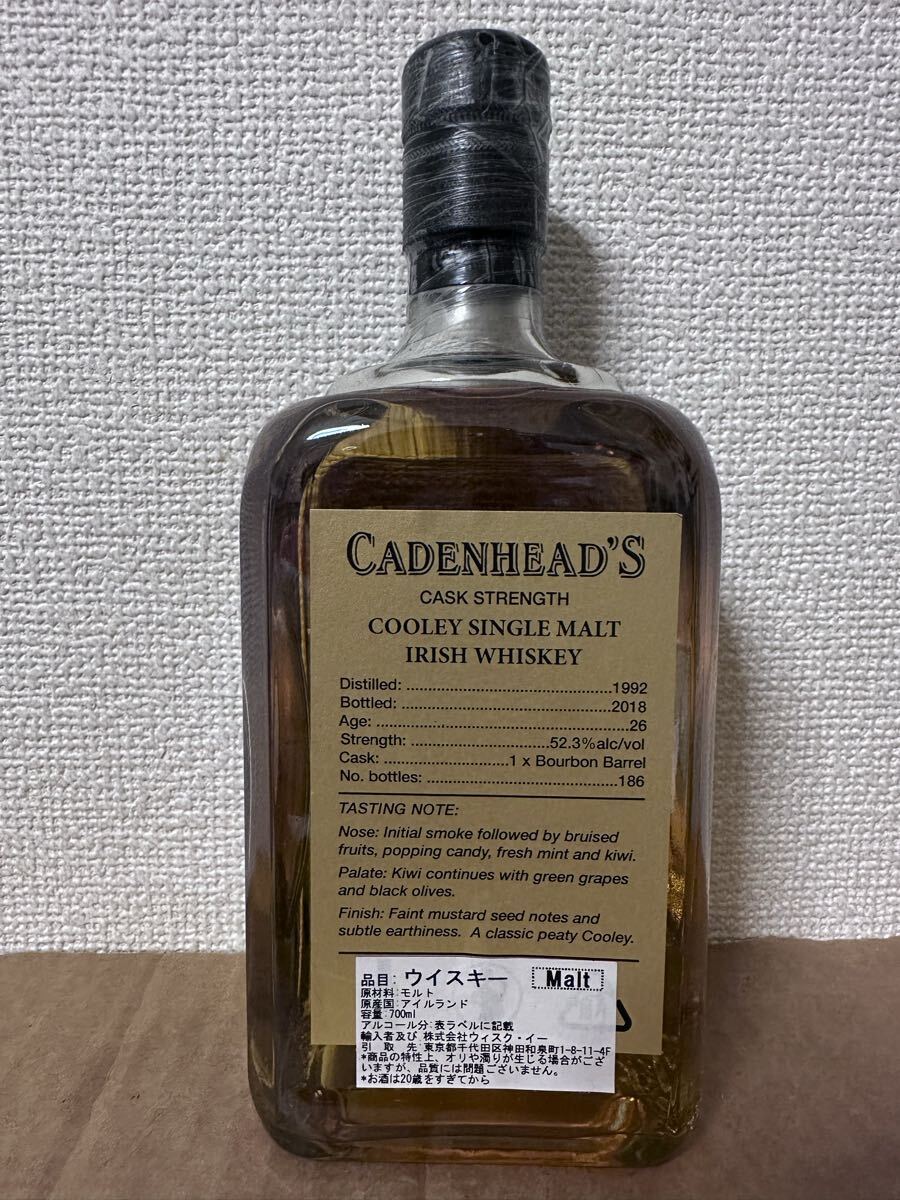 CADENHEAD'S
CASK STRENGTH
COOLEY SINGLE MALT
IRISH WHISKEY
Distilled: ................................................1992
Bottled: .................................................2018
Age: ..........................................................26
Strength: ................................52.3%alc/vol
Cask: .............................1 x Bourbon Barrel
No. bottles: ............................................186
TASTING NOTE:
Nose: Initial smoke followed by bruised
fruits, popping candy, fresh mint and kiwi.
Palate: Kiwi continues with green grapes
and black olives.
Finish: Faint mustard seed notes and
subtle earthiness. A classic peaty Cooley.
品目: ウイスキー Malt
原材料:モルト
原産国:アイルランド
容量:700ml
アルコール分:表ラベルに記載
輸入者及び 株式会社ウィスク・イー
引 取 先:東京都千代田区神田和泉町1-8-11-4F
*商品の特性上、オリや濁りが生じる場合がござ
いますが、品質には問題ございません。
*お酒は20歳をすぎてから